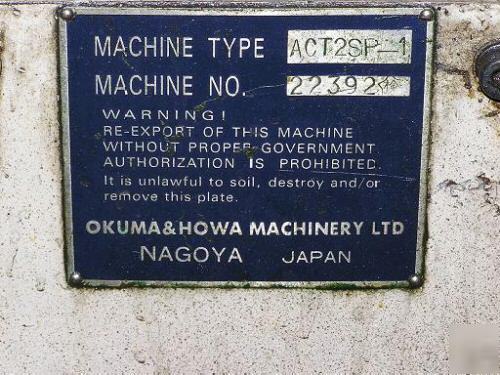 MACHINE TYPE ACT2SP-1
MACHINE NO. 22392
WARNING!
RE-EXPORT OF THIS MACHINE
WITHOUT PROPER GOVERNMENT
AUTHORIZATION IS PROHIBITED.
It is unlawful to soil, destroy and/or
remove this plate.
OKUMA&HOWA MACHINERY LTD
NAGOYA JAPAN